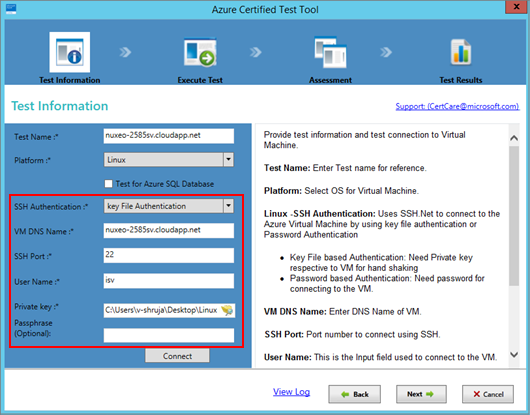 Azure Certified Test Tool
Test Information
Execute Test
Assessment
Test Results
Test Information
Support: (CertCare@microsoft.com)
Test Name :*
nuxeo-2585sv.cloudapp.net
Platform :*
Linux
Test for Azure SQL Database
SSH Authentication :*
key File Authentication
VM DNS Name :*
nuxeo-2585sv.cloudapp.net
SSH Port :*
22
User Name :*
isv
Private key :*
C:\Users\v-shruja\Desktop\Linux
Passphrase
(Optional):
Connect
Provide test information and test connection to Virtual
Machine.
Test Name: Enter Test name for reference.
Platform: Select OS for Virtual Machine.
Linux -SSH Authentication: Uses SSH.Net to connect to the
Azure Virtual Machine by using key file authentication or
Password Authentication
• Key File based Authentication: Need Private key
respective to VM for hand shaking
• Password based Authentication: Need password for
connecting to the VM.
VM DNS Name: Enter DNS Name of VM.
SSH Port: Port number to connect using SSH.
User Name: This is the Input field used to connect to the VM.
View Log
Back
Next
Cancel